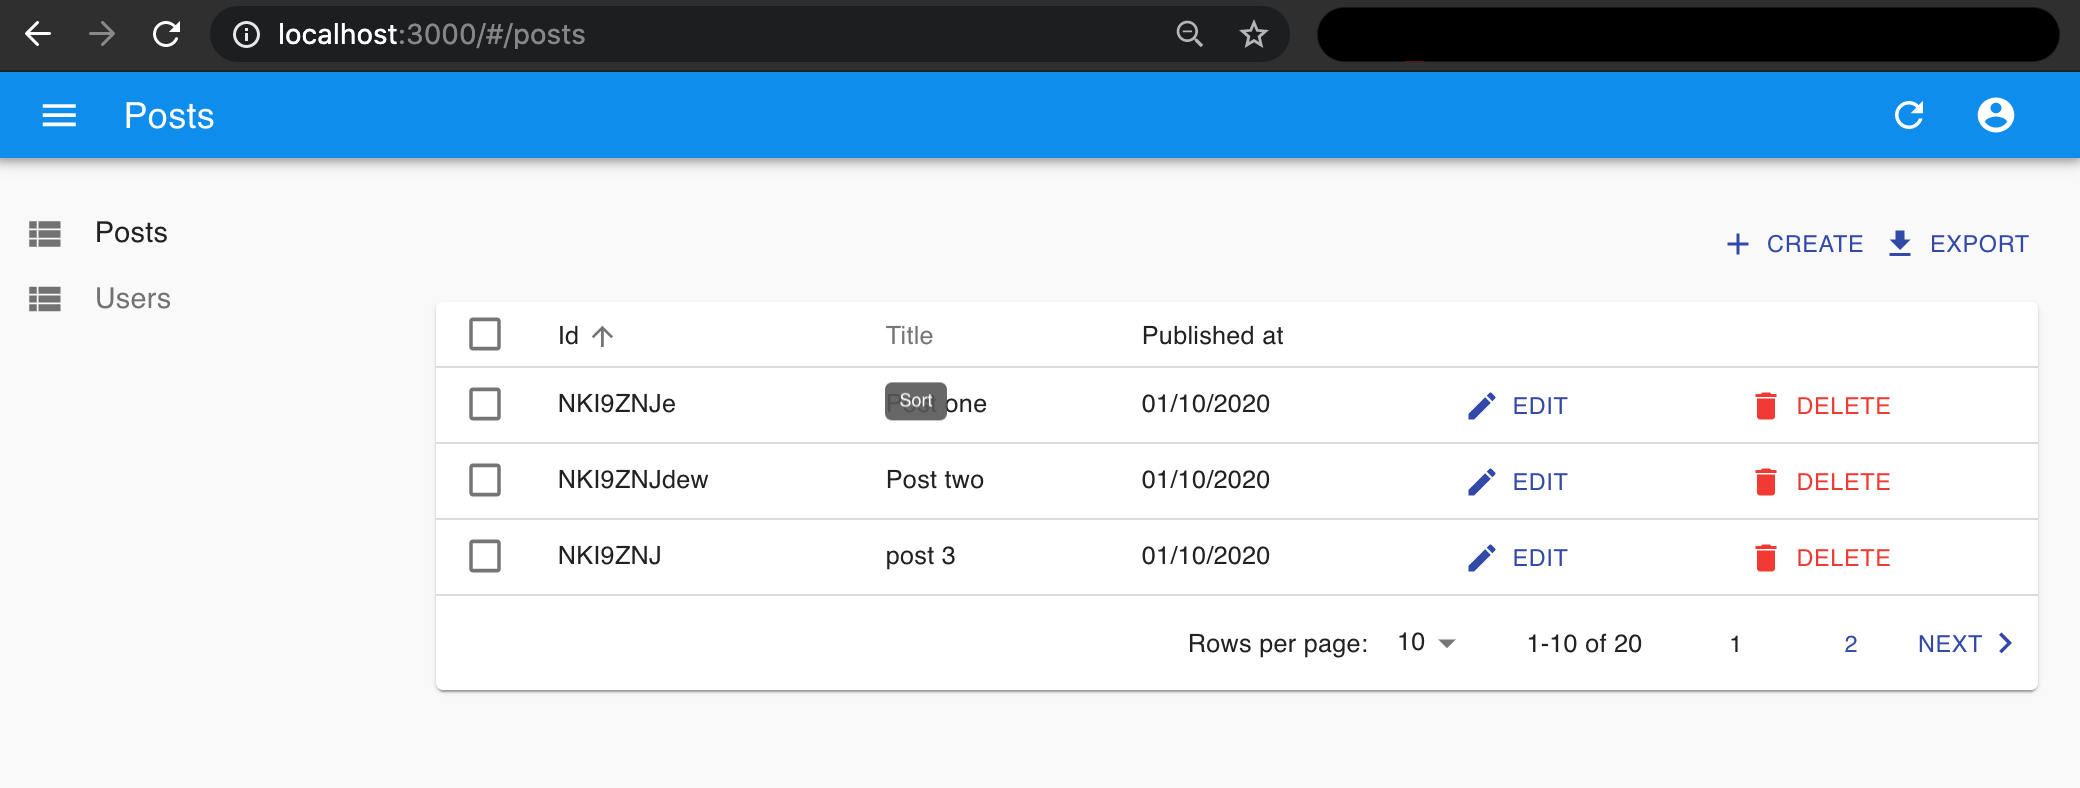 localhost:3000/#/posts
Posts
Posts
Users
CREATE EXPORT
Id Title Published at
NKI9ZNJe Post one 01/10/2020 EDIT DELETE
Sort
NKI9ZNJdew Post two 01/10/2020 EDIT DELETE
NKI9ZNJ post 3 01/10/2020 EDIT DELETE
Rows per page: 10 1-10 of 20 1 2 NEXT